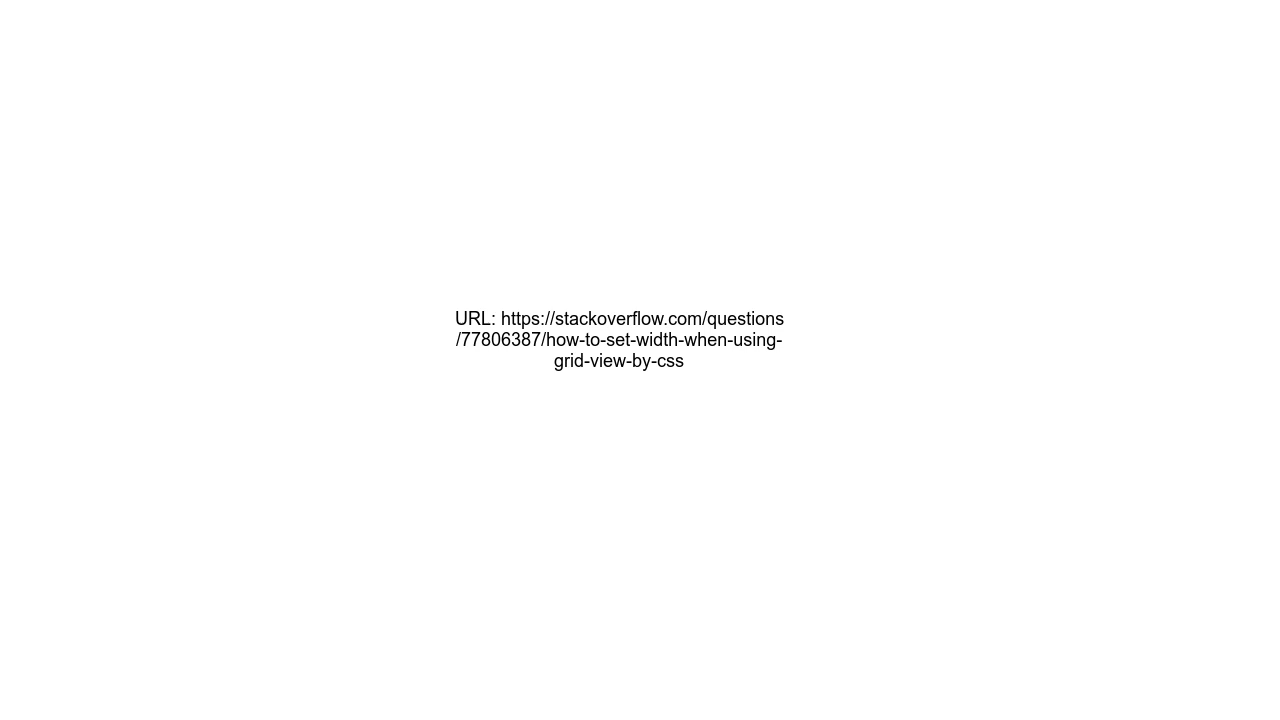 URL: https://stackoverflow.com/questions
/77806387/how-to-set-width-when-using-
grid-view-by-css